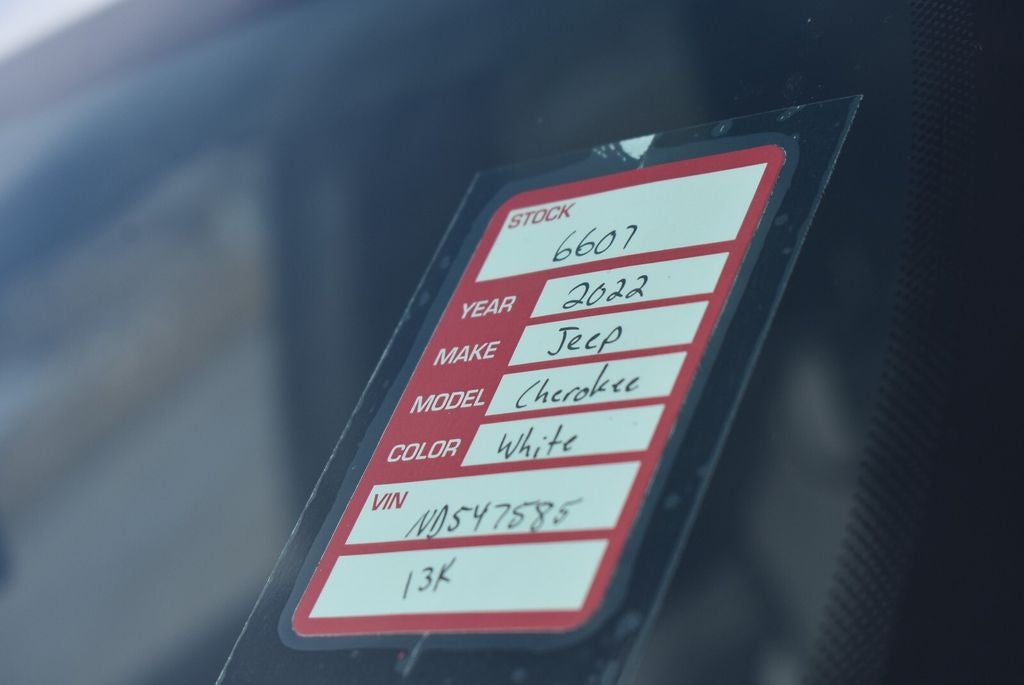 STOCK
6607
YEAR 2022
MAKE Jeep
MODEL Cherokee
COLOR White
VIN
ND547585
13K